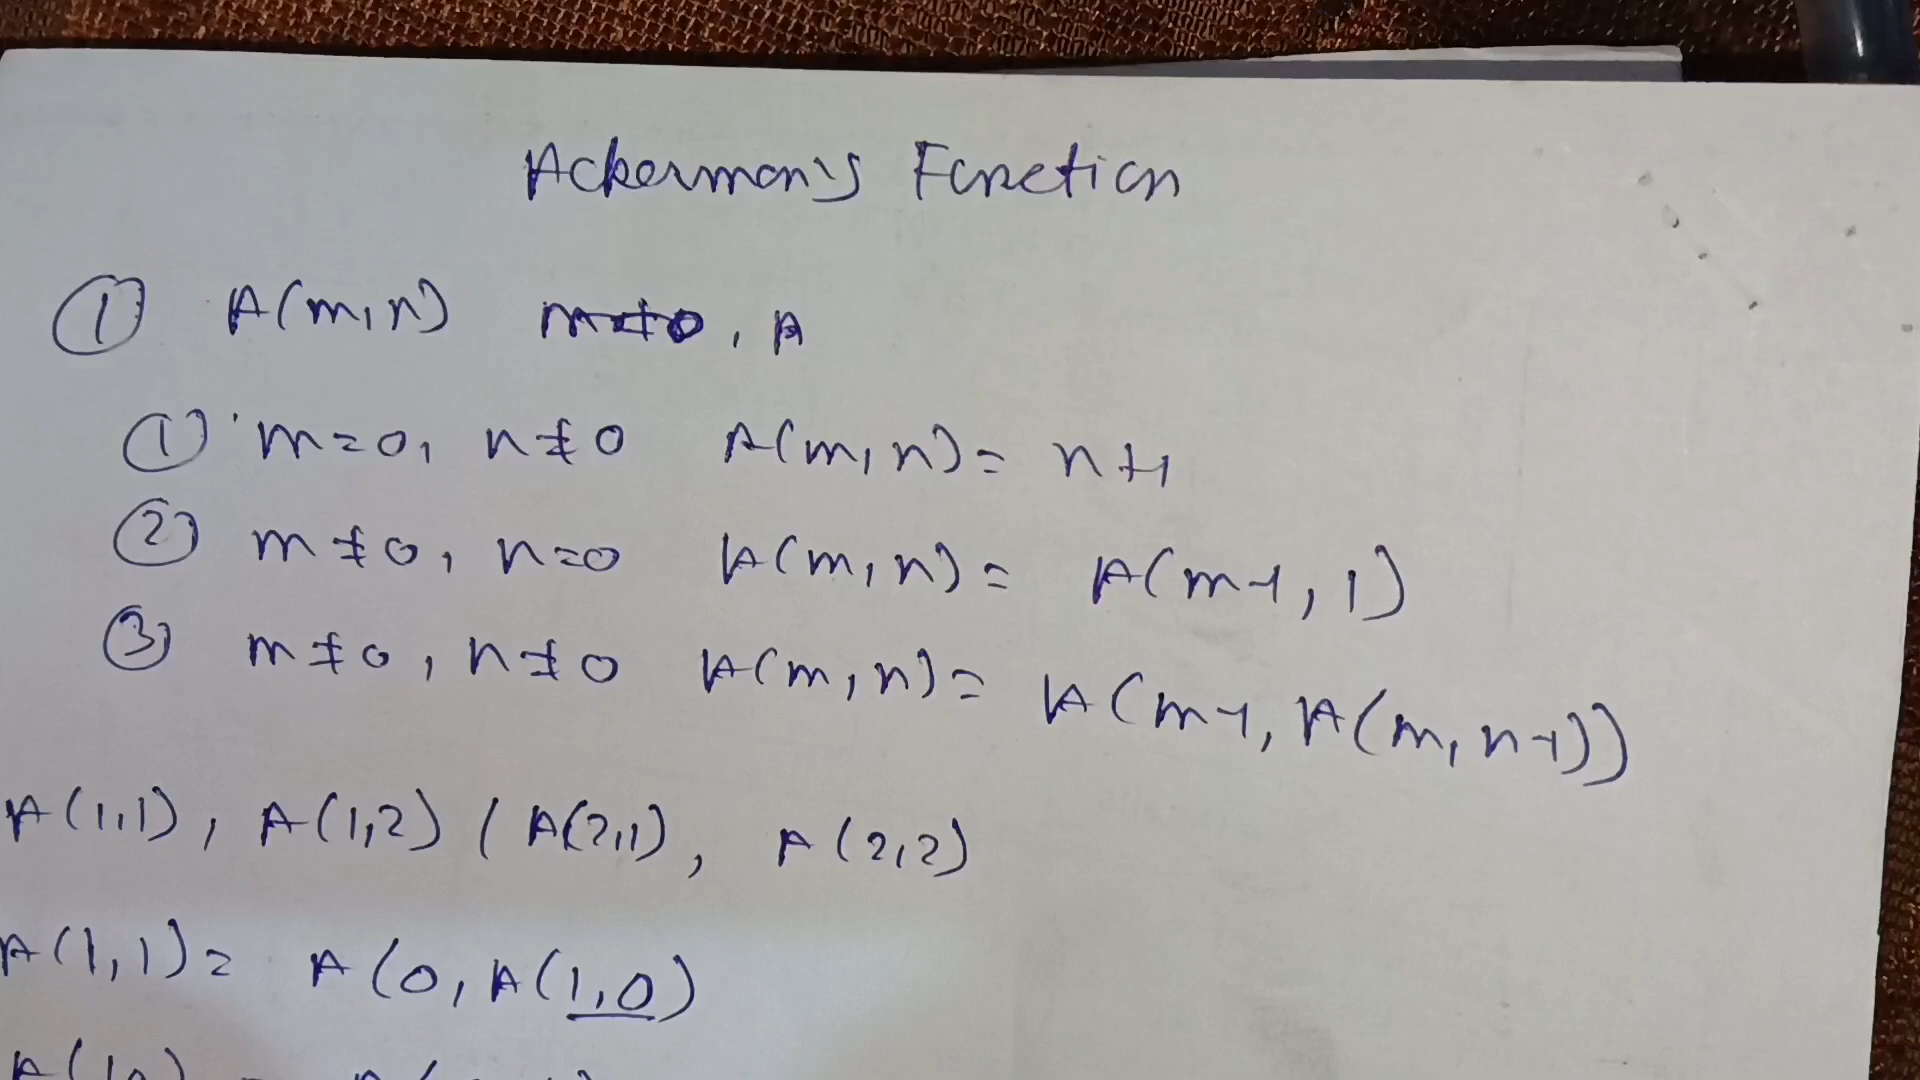 Ackerman's Function
① A(m,n) m≠0, A
① m=0, n≠0 A(m,n)= n+1
② m≠0, n=0 A(m,n)= A(m-1, 1)
③ m≠0, n≠0 A(m,n)= A(m-1, A(m, n-1))
A(1,1), A(1,2) ( A(2,1), A(2,2)
A(1,1)= A(0, A(1,0)